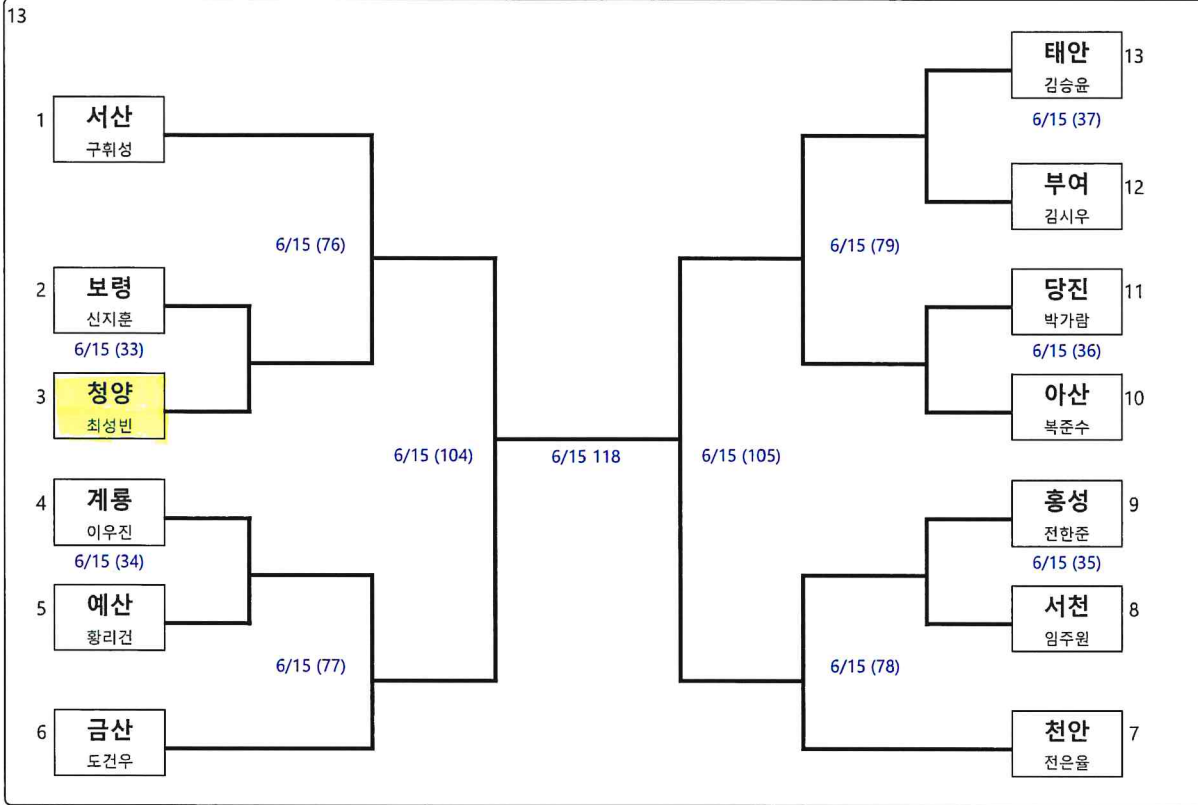 13
1
서산
구휘성
6/15 (76)
2
보령
신지훈
6/15 (33)
3
청양
최성빈
6/15 (104)
4
계룡
이우진
6/15 (34)
5
예산
황리건
6/15 (77)
6
금산
도건우
6/15 118
태안
13
김승윤
6/15 (37)
부여
12
김시우
6/15 (79)
당진
11
박가람
6/15 (36)
아산
10
복준수
6/15 (105)
홍성
9
전한준
6/15 (35)
서천
8
임주원
6/15 (78)
천안
7
전은율